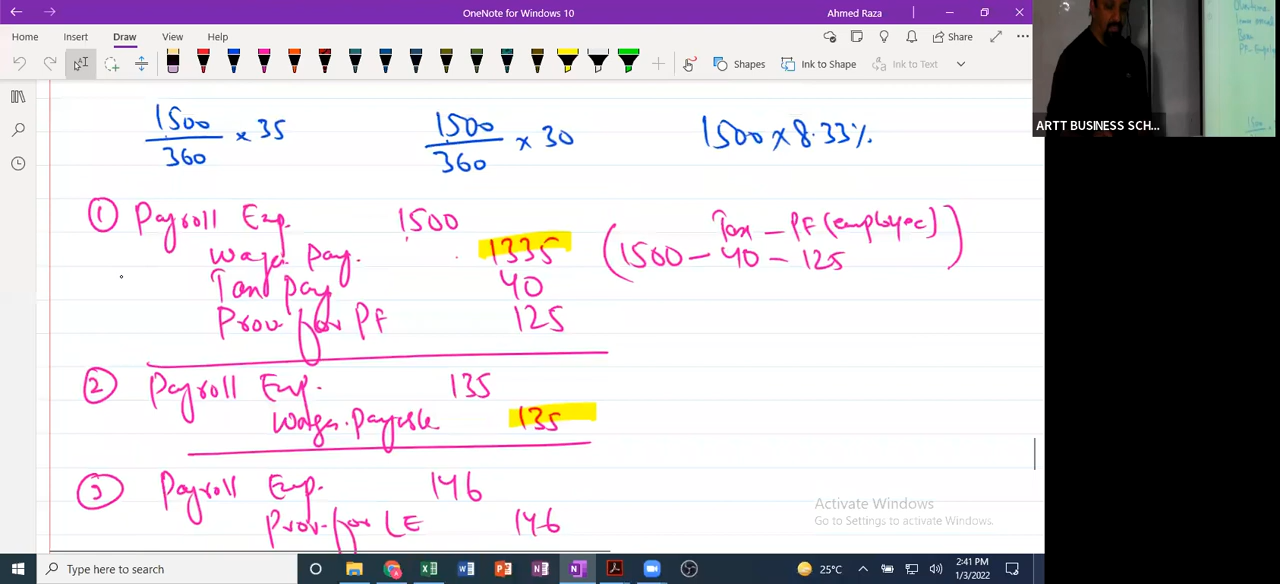 OneNote for Windows 10
Ahmed Raza
Home Insert Draw View Help
Share
Shapes Ink to Shape Ink to Text
1500/360 × 35
1500/360 × 30
1500 × 8.33%
① Payroll Exp. 1500
Wages Pay. 1335
Tax pay 40
Prov. for PF 125
Tax – PF (employee)
(1500 – 40 – 125)
② Payroll Exp. 135
Wages. Payable 135
③ Payroll Exp. 146
Prov. for LE 146
ARTT BUSINESS SCH...
Activate Windows
Go to Settings to activate Windows.
Type here to search
25°C
2:41 PM
1/3/2022